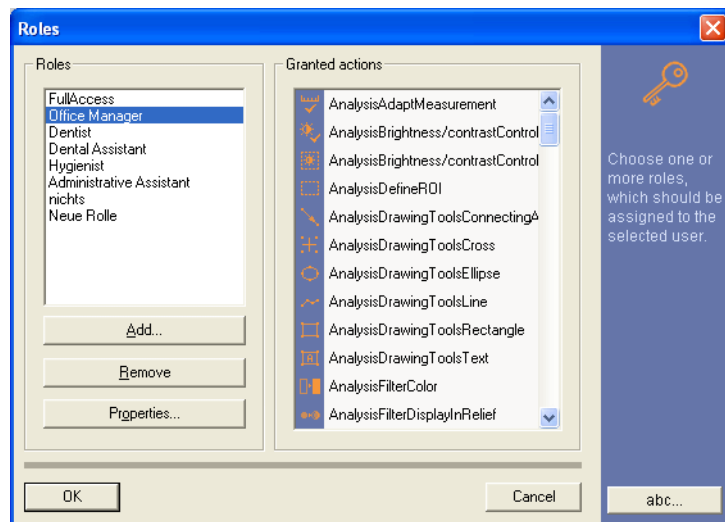 Roles
Roles
FullAccess
Office Manager
Dentist
Dental Assistant
Hygienist
Administrative Assistant
nichts
Neue Rolle
Add...
Remove
Properties...
Granted actions
AnalysisAdaptMeasurement
AnalysisBrightness/contrastControl
AnalysisBrightness/contrastControl
AnalysisDefineROI
AnalysisDrawingToolsConnectingA
AnalysisDrawingToolsCross
AnalysisDrawingToolsEllipse
AnalysisDrawingToolsLine
AnalysisDrawingToolsRectangle
AnalysisDrawingToolsText
AnalysisFilterColor
AnalysisFilterDisplayInRelief
Choose one or
more roles,
which should be
assigned to the
selected user.
OK
Cancel
abc...